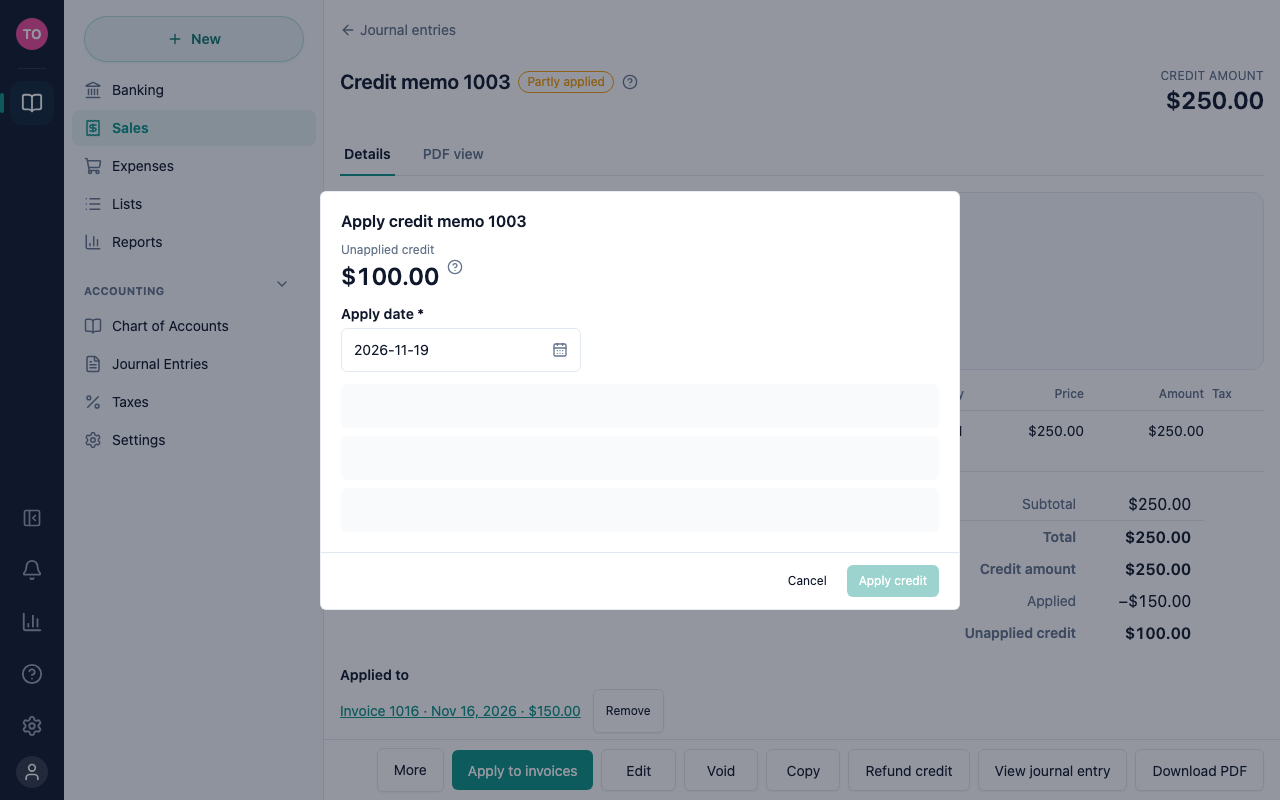 TO
New
Banking
Sales
Expenses
Lists
Reports
ACCOUNTING
Chart of Accounts
Journal Entries
Taxes
Settings
Journal entries
Credit memo 1003
Partly applied
CREDIT AMOUNT
$250.00
Details
PDF view
Apply credit memo 1003
Unapplied credit
$100.00
Apply date *
2026-11-19
Cancel
Apply credit
Price
Amount
Tax
$250.00
$250.00
Subtotal
$250.00
Total
$250.00
Credit amount
$250.00
Applied
–$150.00
Unapplied credit
$100.00
Applied to
Invoice 1016 · Nov 16, 2026 · $150.00
Remove
More
Apply to invoices
Edit
Void
Copy
Refund credit
View journal entry
Download PDF